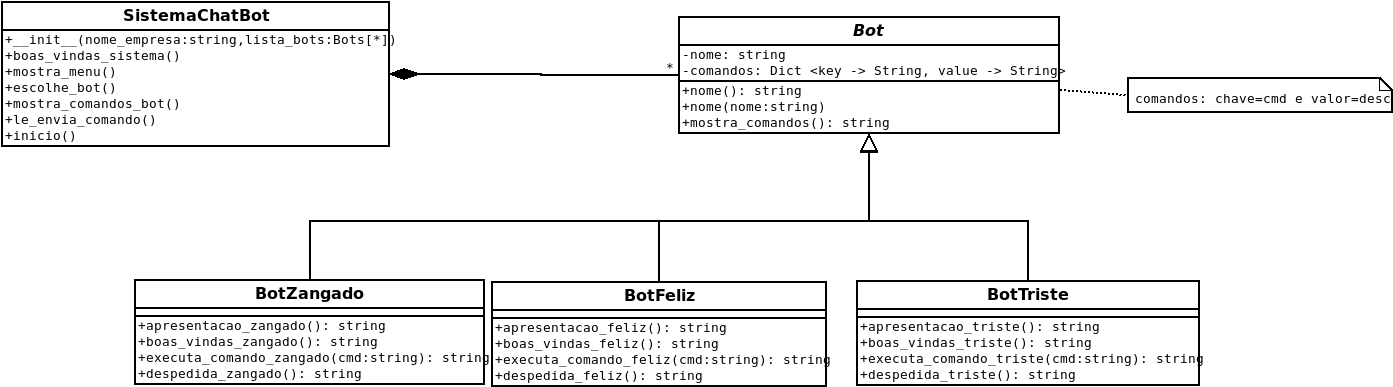 SistemaChatBot
+__init__(nome_empresa:string,lista_bots:Bots[*])
+boas_vindas_sistema()
+mostra_menu()
+escolhe_bot()
+mostra_comandos_bot()
+le_envia_comando()
+inicio()
*
Bot
-nome: string
-comandos: Dict <key -> String, value -> String>
+nome(): string
+nome(nome:string)
+mostra_comandos(): string
comandos: chave=cmd e valor=desc
BotZangado
+apresentacao_zangado(): string
+boas_vindas_zangado(): string
+executa_comando_zangado(cmd:string): string
+despedida_zangado(): string
BotFeliz
+apresentacao_feliz(): string
+boas_vindas_feliz(): string
+executa_comando_feliz(cmd:string): string
+despedida_feliz(): string
BotTriste
+apresentacao_triste(): string
+boas_vindas_triste(): string
+executa_comando_triste(cmd:string): string
+despedida_triste(): string